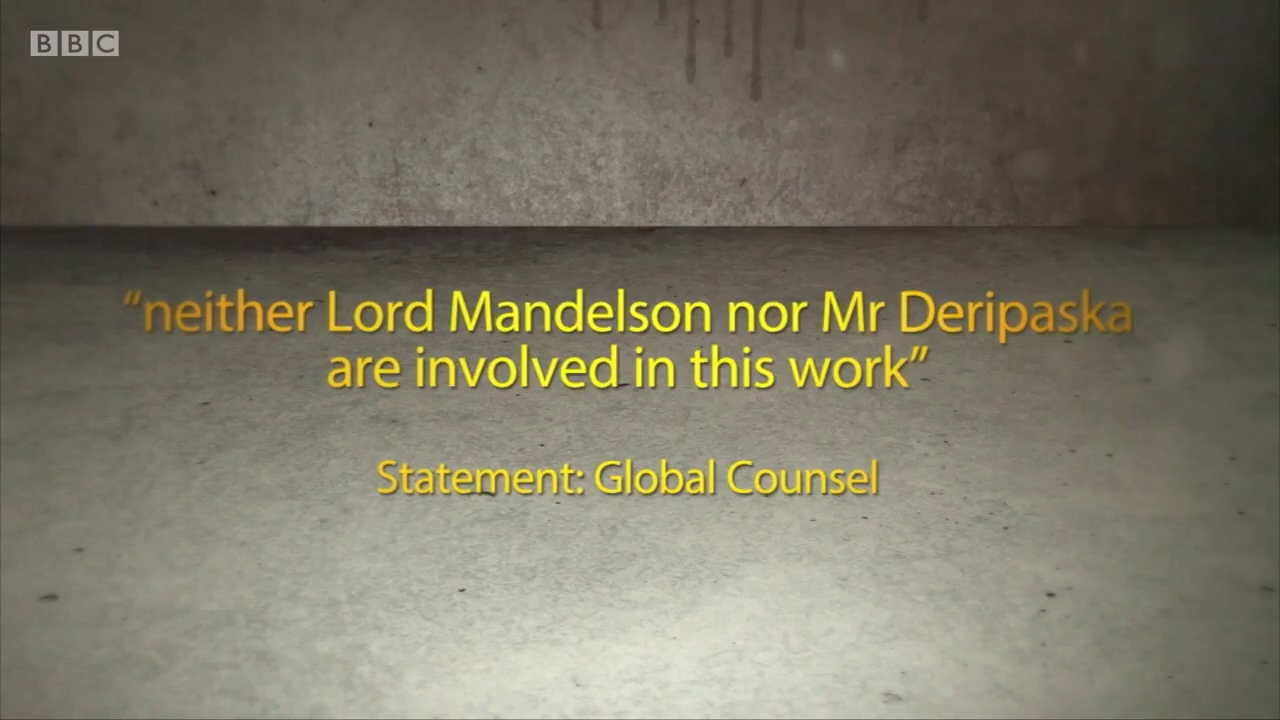 BBC
“neither Lord Mandelson nor Mr Deripaska
are involved in this work”
Statement: Global Counsel